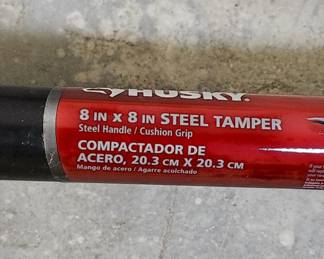 HUSKY.
8 IN X 8 IN STEEL TAMPER
Steel Handle / Cushion Grip
COMPACTADOR DE
ACERO, 20.3 CM X 20.3 CM
Mango de acero / Agarre acolchado